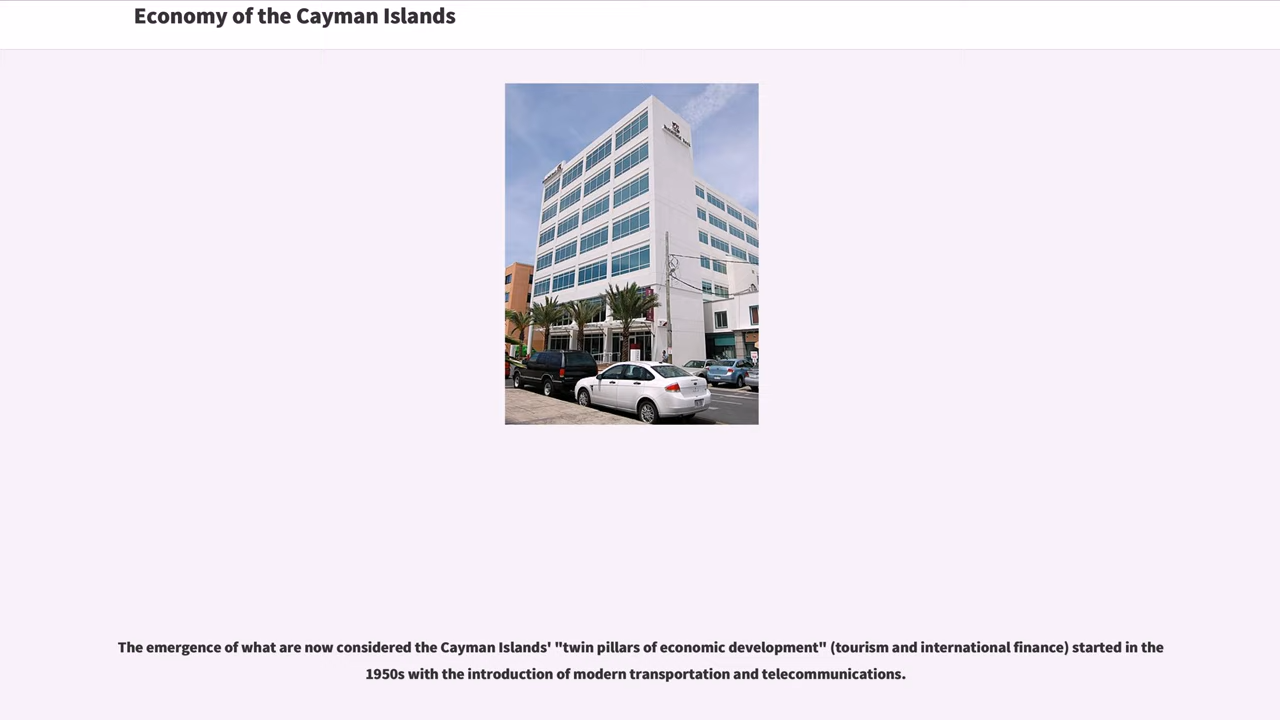 Economy of the Cayman Islands
The emergence of what are now considered the Cayman Islands' "twin pillars of economic development" (tourism and international finance) started in the
1950s with the introduction of modern transportation and telecommunications.